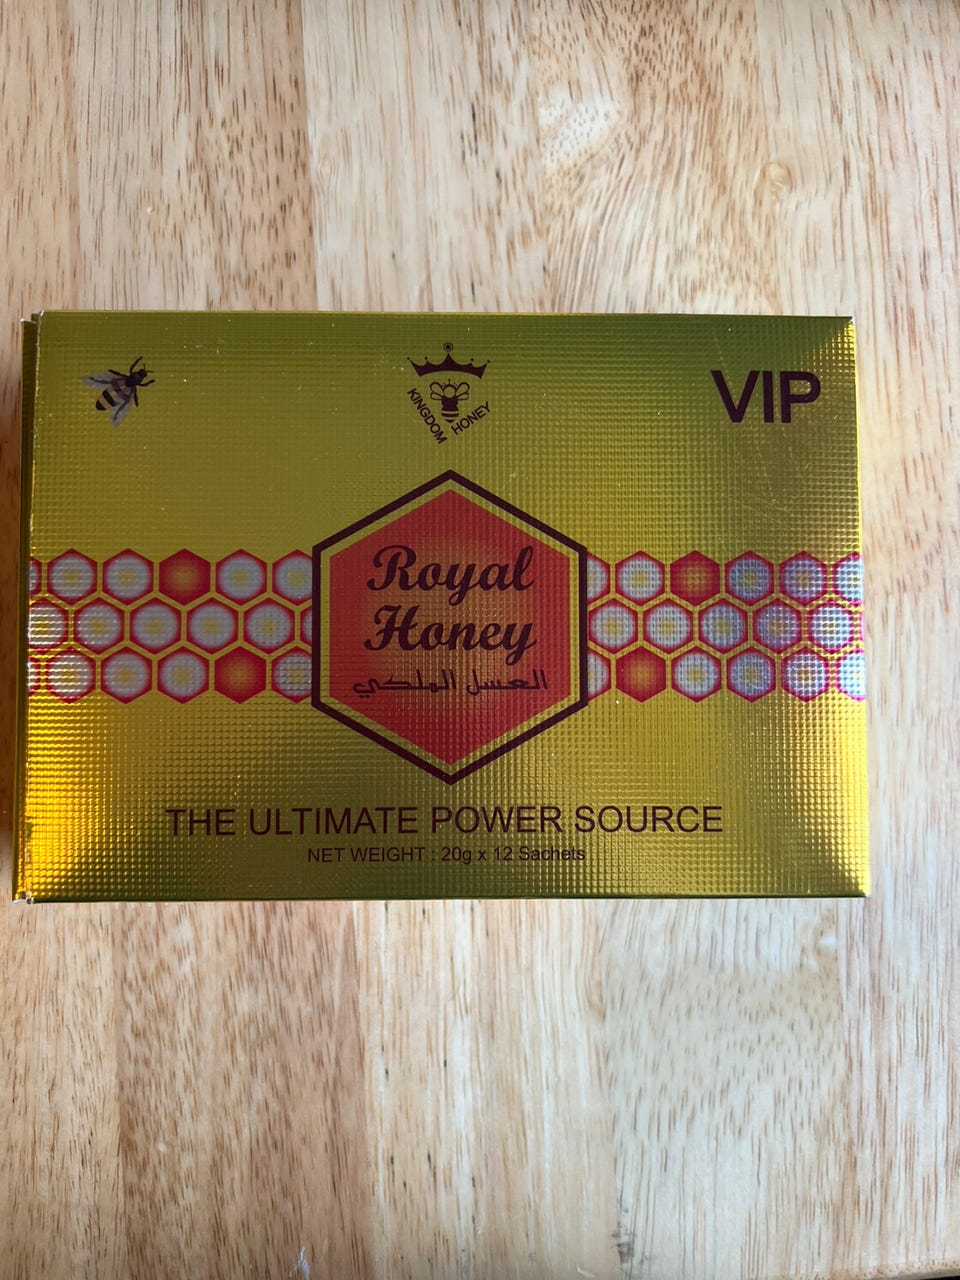 KINGDOM HONEY
VIP
Royal
Honey
العسل الملكي
THE ULTIMATE POWER SOURCE
NET WEIGHT : 20g x 12 Sachets